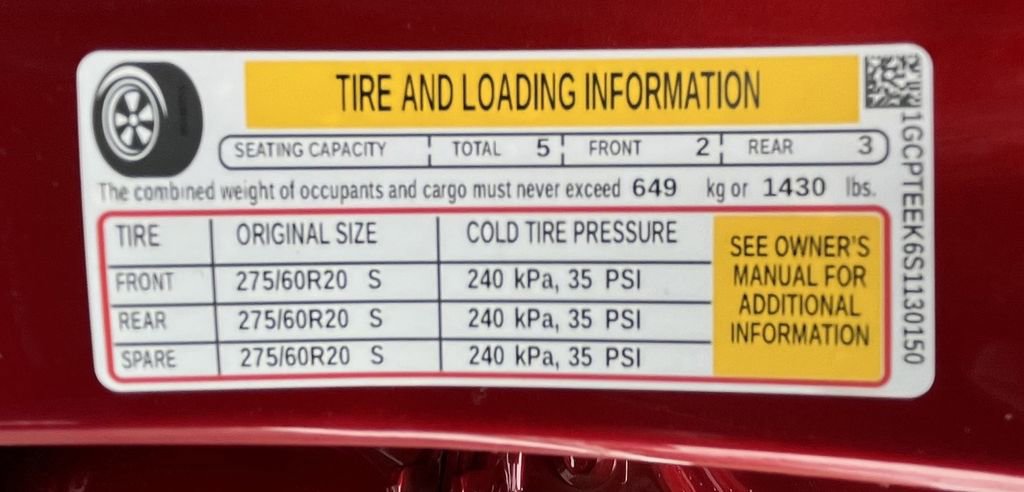 TIRE AND LOADING INFORMATION
SEATING CAPACITY TOTAL 5 FRONT 2 REAR 3
The combined weight of occupants and cargo must never exceed 649 kg or 1430 lbs.
TIRE ORIGINAL SIZE COLD TIRE PRESSURE
FRONT 275/60R20 S 240 kPa, 35 PSI
REAR 275/60R20 S 240 kPa, 35 PSI
SPARE 275/60R20 S 240 kPa, 35 PSI
SEE OWNER'S
MANUAL FOR
ADDITIONAL
INFORMATION
1GCPTEEK6S1130150